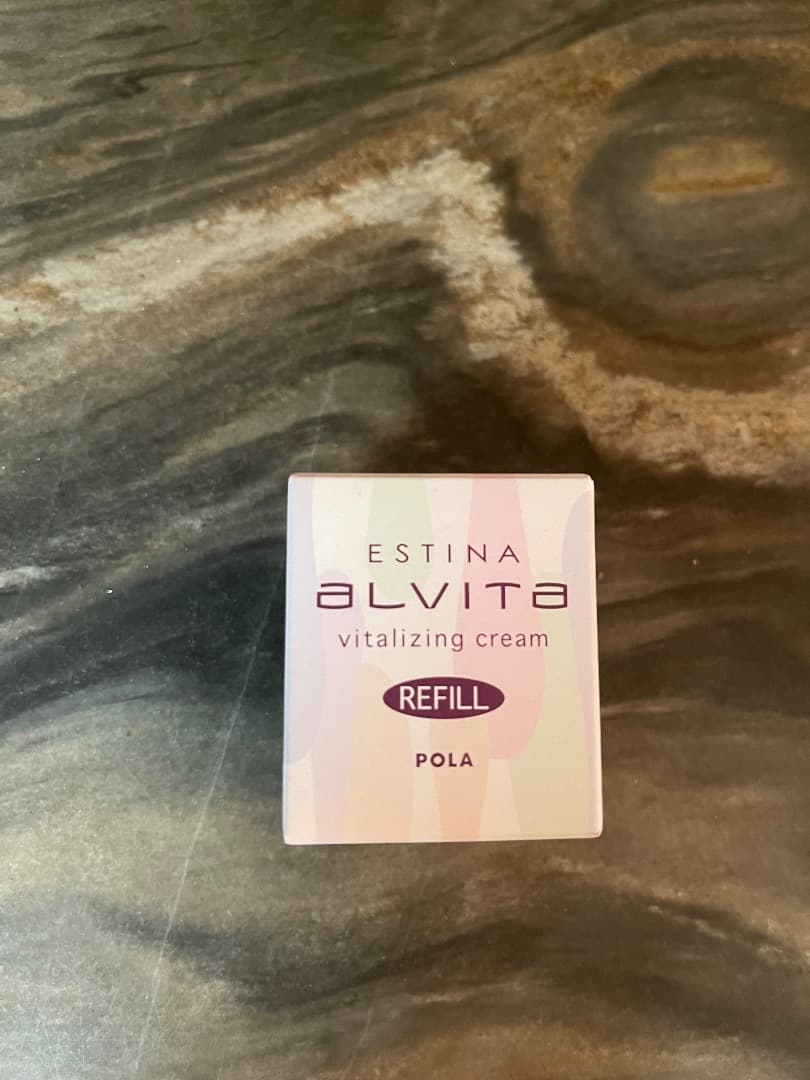 ESTINA
aLVITa
vitalizing cream
REFILL
POLA